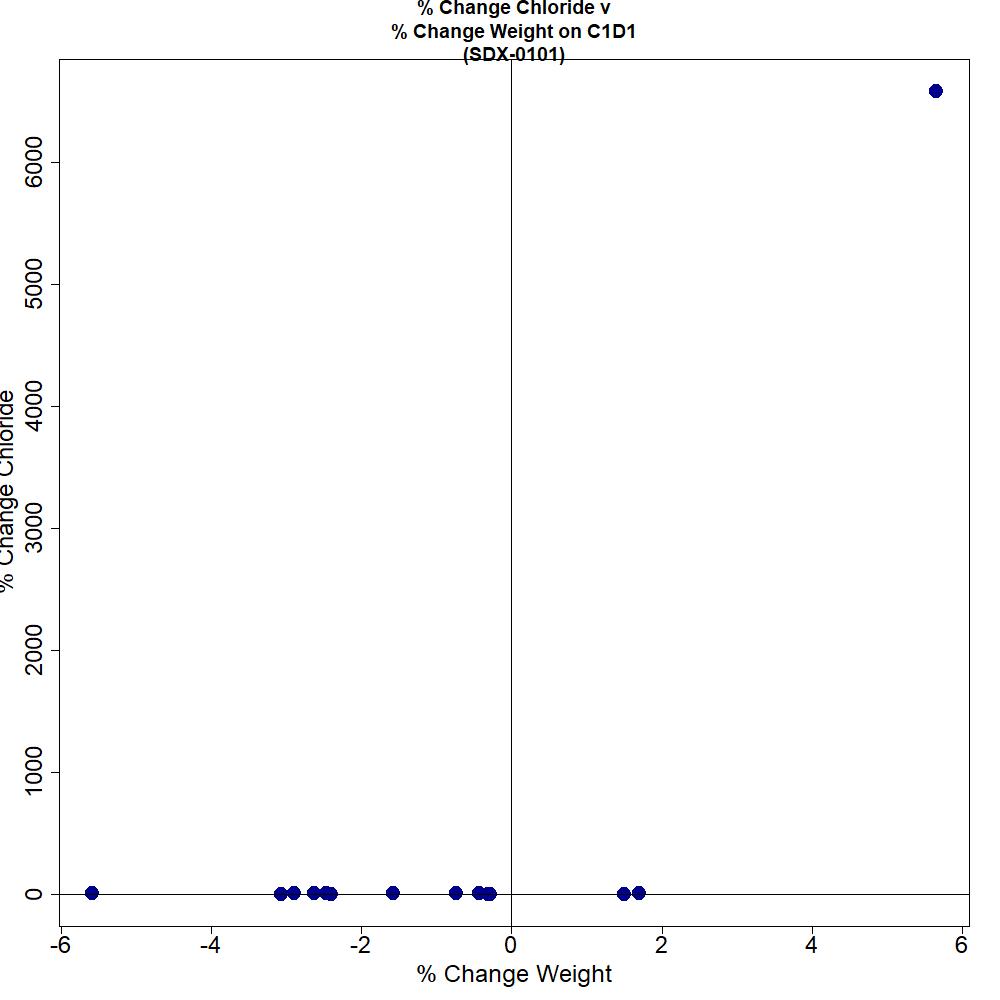 % Change Chloride v
% Change Weight on C1D1
(SDX-0101)
% Change Chloride
6000
5000
4000
3000
2000
1000
0
-6 -4 -2 0 2 4 6
% Change Weight